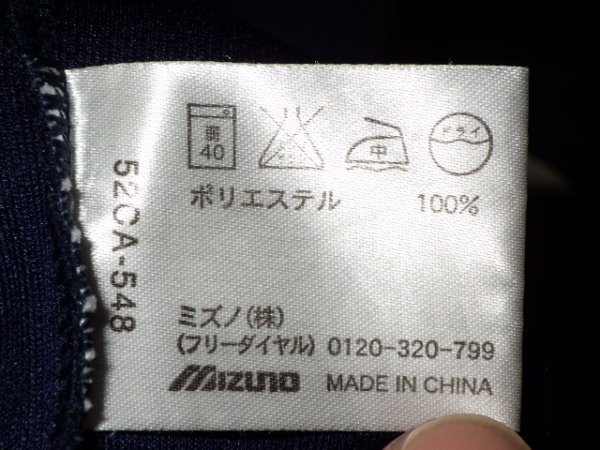 弱
40
中
ドライ
ポリエステル 100%
ミズノ(株)
(フリーダイヤル) 0120-320-799
MIZUNO MADE IN CHINA
52CA-548